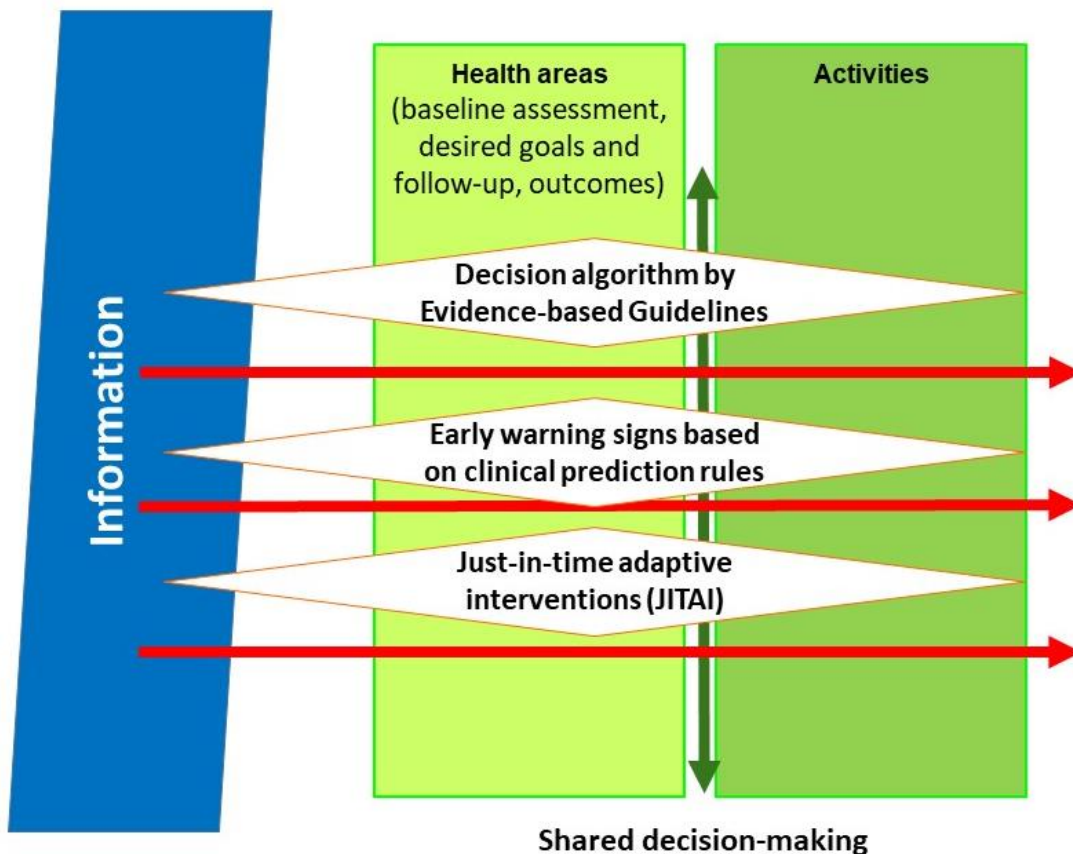 Information
Health areas
(baseline assessment,
desired goals and
follow-up, outcomes)
Activities
Decision algorithm by
Evidence-based Guidelines
Early warning signs based
on clinical prediction rules
Just-in-time adaptive
interventions (JITAI)
Shared decision-making